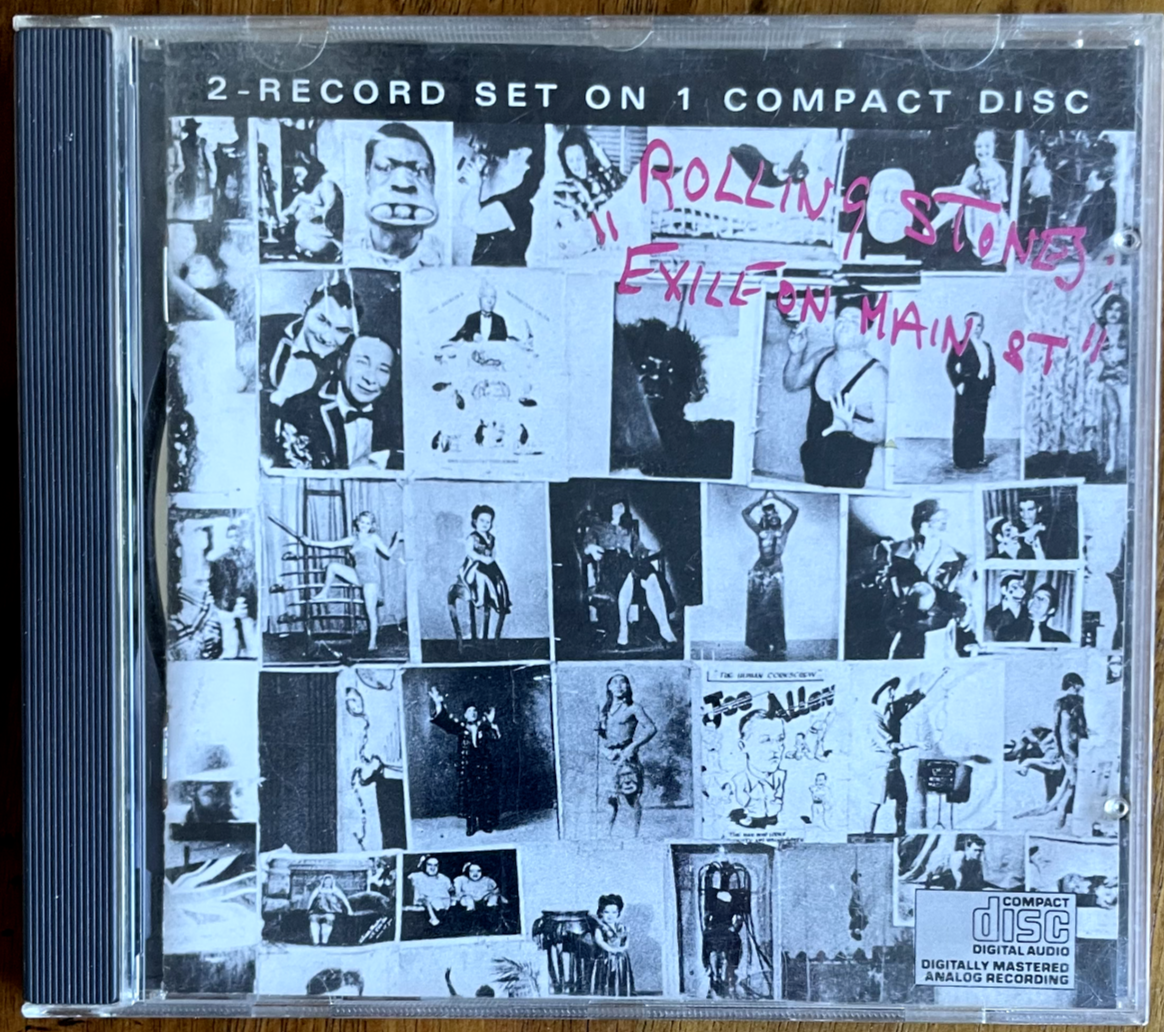 2-RECORD SET ON 1 COMPACT DISC
ROLLING STONES
"EXILE ON MAIN ST"
"THE HUMAN CORKSCREW"
JOE ALLEN
COMPACT
disc
DIGITAL AUDIO
DIGITALLY MASTERED
ANALOG RECORDING